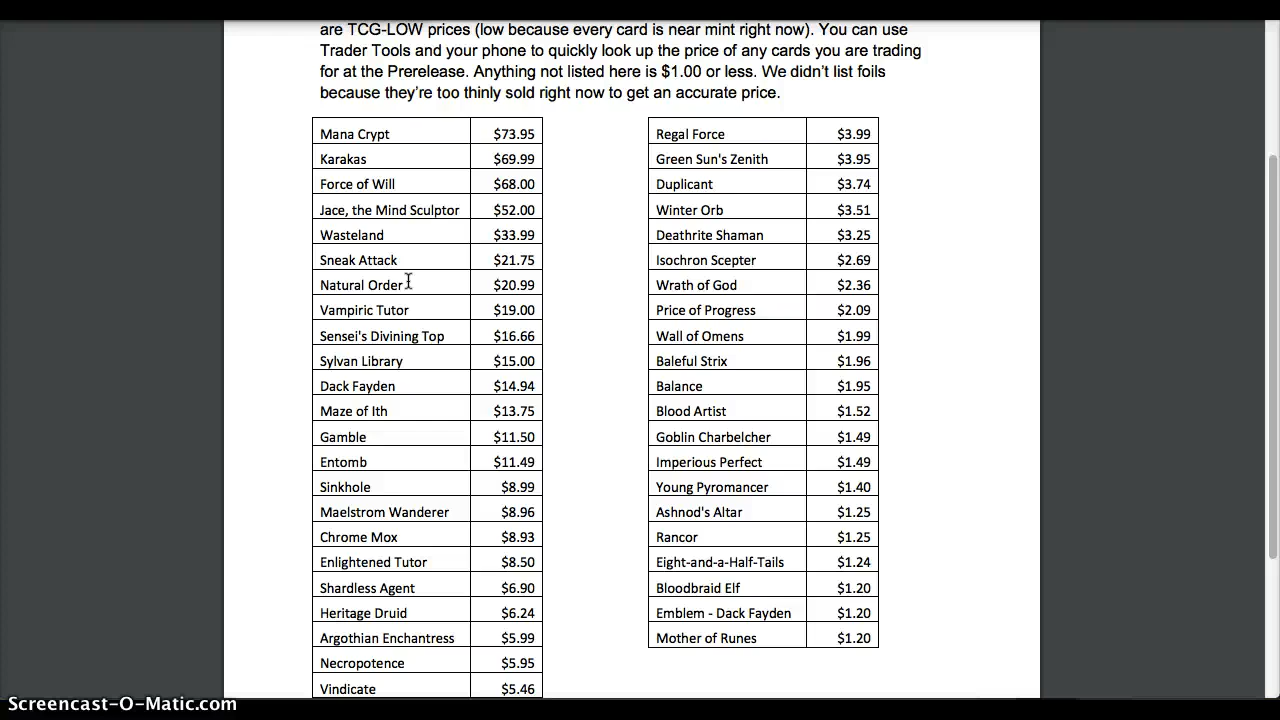 are TCG-LOW prices (low because every card is near mint right now). You can use
Trader Tools and your phone to quickly look up the price of any cards you are trading
for at the Prerelease. Anything not listed here is $1.00 or less. We didn't list foils
because they're too thinly sold right now to get an accurate price.
Mana Crypt $73.95
Karakas $69.99
Force of Will $68.00
Jace, the Mind Sculptor $52.00
Wasteland $33.99
Sneak Attack $21.75
Natural Order $20.99
Vampiric Tutor $19.00
Sensei's Divining Top $16.66
Sylvan Library $15.00
Dack Fayden $14.94
Maze of Ith $13.75
Gamble $11.50
Entomb $11.49
Sinkhole $8.99
Maelstrom Wanderer $8.96
Chrome Mox $8.93
Enlightened Tutor $8.50
Shardless Agent $6.90
Heritage Druid $6.24
Argothian Enchantress $5.99
Necropotence $5.95
Vindicate $5.46
Regal Force $3.99
Green Sun's Zenith $3.95
Duplicant $3.74
Winter Orb $3.51
Deathrite Shaman $3.25
Isochron Scepter $2.69
Wrath of God $2.36
Price of Progress $2.09
Wall of Omens $1.99
Baleful Strix $1.96
Balance $1.95
Blood Artist $1.52
Goblin Charbelcher $1.49
Imperious Perfect $1.49
Young Pyromancer $1.40
Ashnod's Altar $1.25
Rancor $1.25
Eight-and-a-Half-Tails $1.24
Bloodbraid Elf $1.20
Emblem - Dack Fayden $1.20
Mother of Runes $1.20
Screencast-O-Matic.com